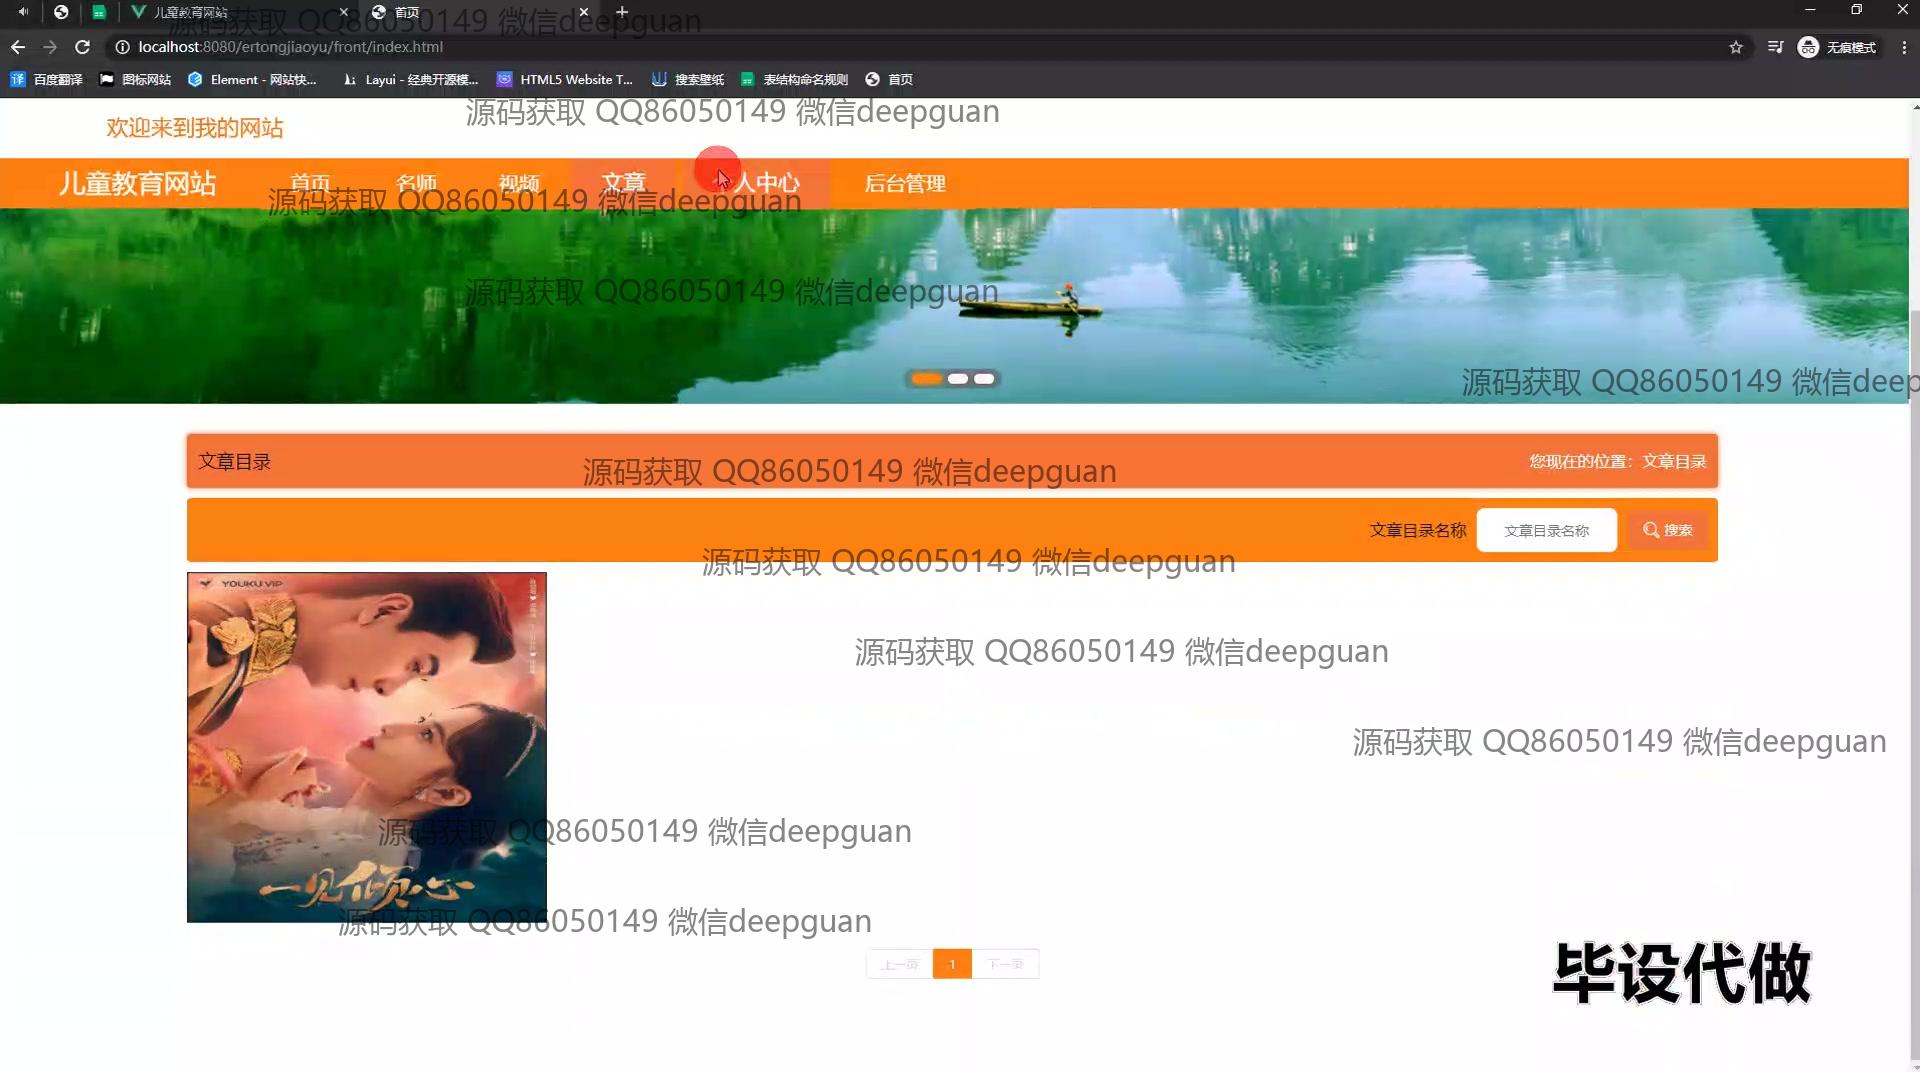 儿童教育网站
首页
源码获取 QQ86050149 微信deepguan
localhost:8080/ertongjiaoyu/front/index.html
无痕模式
百度翻译
图标网站
Element - 网站快...
Layui - 经典开源模...
HTML5 Website T...
搜索壁纸
表结构命名规则
首页
欢迎来到我的网站
源码获取 QQ86050149 微信deepguan
儿童教育网站
首页
名师
视频
文章
个人中心
后台管理
源码获取 QQ86050149 微信deepguan
源码获取 QQ86050149 微信deepguan
源码获取 QQ86050149 微信deep
文章目录
您现在的位置：文章目录
源码获取 QQ86050149 微信deepguan
文章目录名称
文章目录名称
搜索
源码获取 QQ86050149 微信deepguan
YOUKU VIP
源码获取 QQ86050149 微信deepguan
源码获取 QQ86050149 微信deepguan
源码获取 QQ86050149 微信deepguan
一见倾心
源码获取 QQ86050149 微信deepguan
上一页
1
下一页
毕设代做